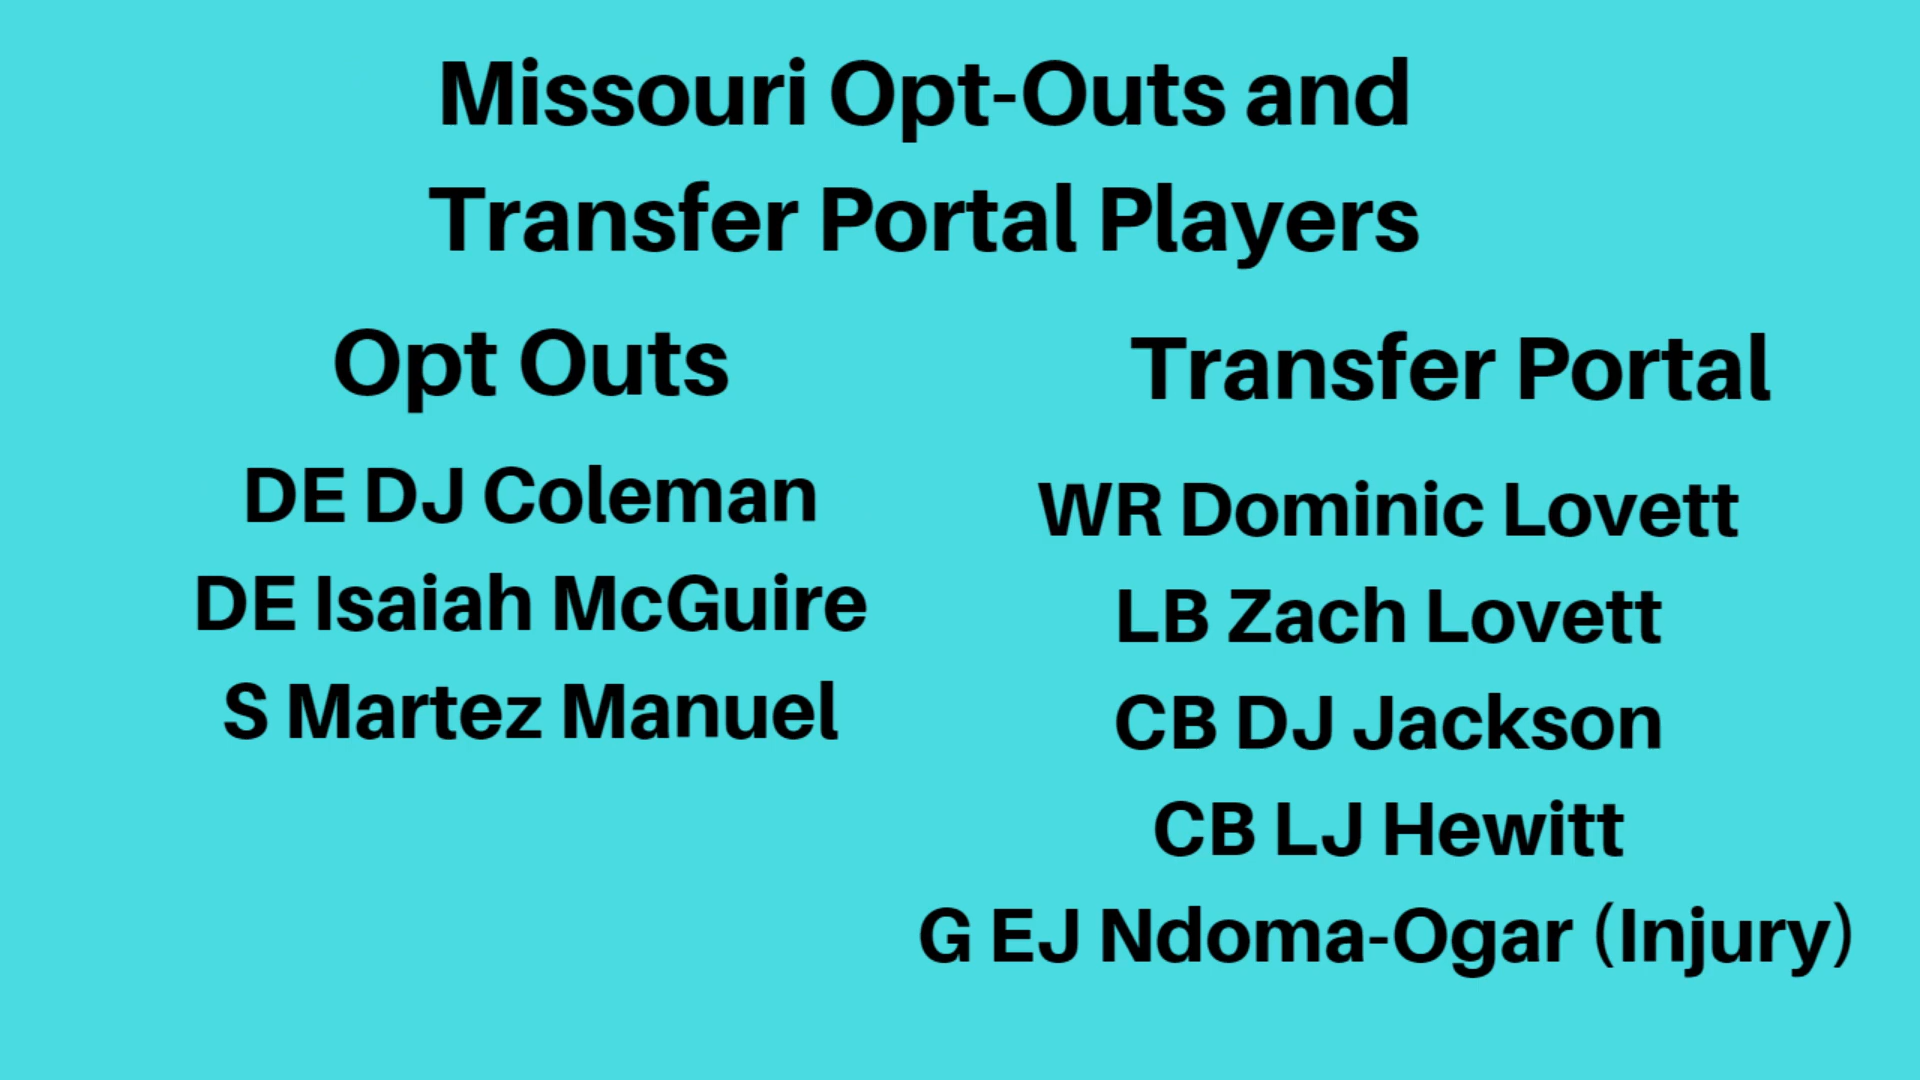 Missouri Opt-Outs and
Transfer Portal Players
Opt Outs
DE DJ Coleman
DE Isaiah McGuire
S Martez Manuel
Transfer Portal
WR Dominic Lovett
LB Zach Lovett
CB DJ Jackson
CB LJ Hewitt
G EJ Ndoma-Ogar (Injury)